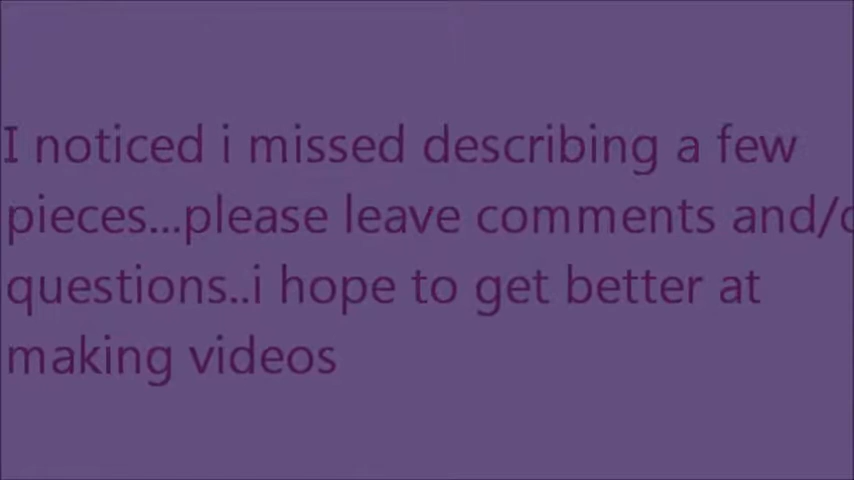 I noticed i missed describing a few
pieces...please leave comments and/
questions..i hope to get better at
making videos